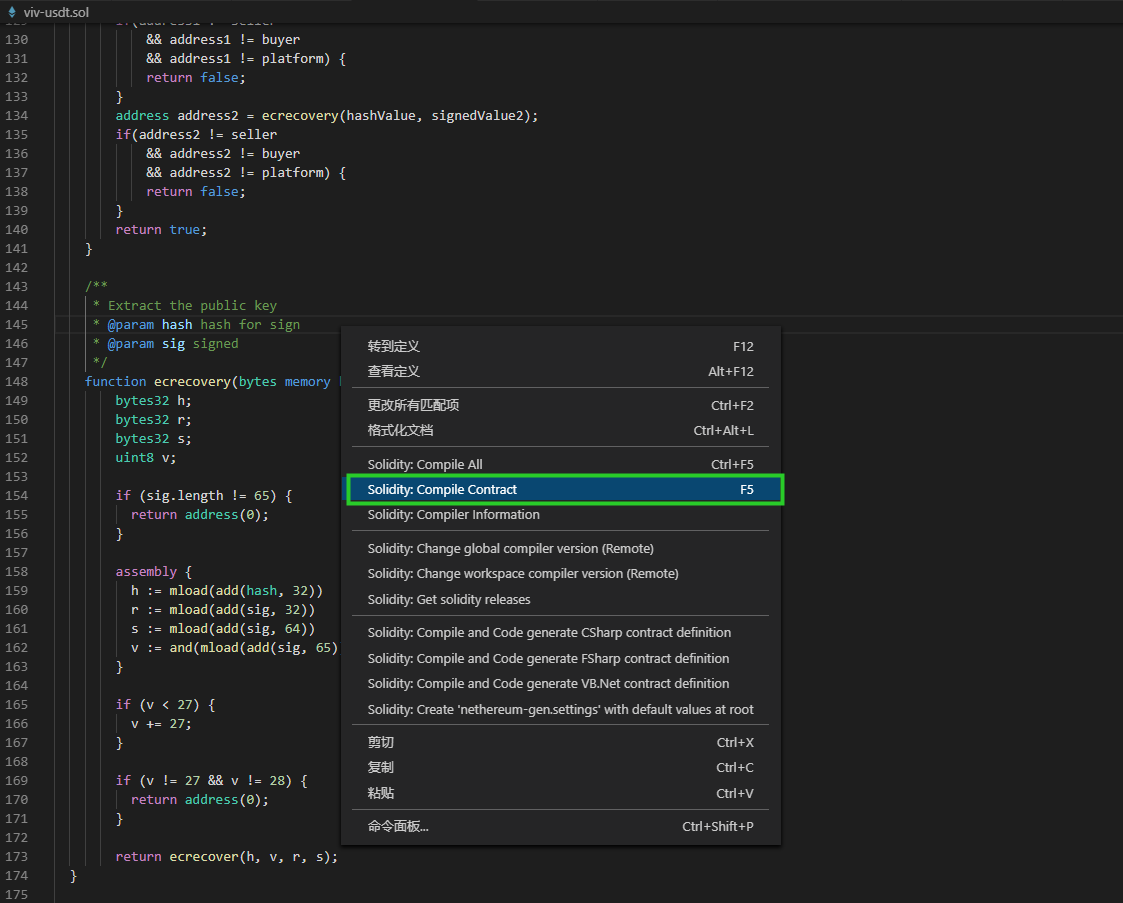 viv-usdt.sol
130 && address1 != buyer
131 && address1 != platform) {
132 return false;
133 }
134 address address2 = ecrecovery(hashValue, signedValue2);
135 if(address2 != seller
136 && address2 != buyer
137 && address2 != platform) {
138 return false;
139 }
140 return true;
141 }
142
143 /**
144 * Extract the public key
145 * @param hash hash for sign
146 * @param sig signed
147 */
148 function ecrecovery(bytes memory
149 bytes32 h;
150 bytes32 r;
151 bytes32 s;
152 uint8 v;
153
154 if (sig.length != 65) {
155 return address(0);
156 }
157
158 assembly {
159 h := mload(add(hash, 32))
160 r := mload(add(sig, 32))
161 s := mload(add(sig, 64))
162 v := and(mload(add(sig, 65)
163 }
164
165 if (v < 27) {
166 v += 27;
167 }
168
169 if (v != 27 && v != 28) {
170 return address(0);
171 }
172
173 return ecrecover(h, v, r, s);
174 }
175
转到定义 F12
查看定义 Alt+F12
更改所有匹配项 Ctrl+F2
格式化文档 Ctrl+Alt+L
Solidity: Compile All Ctrl+F5
Solidity: Compile Contract F5
Solidity: Compiler Information
Solidity: Change global compiler version (Remote)
Solidity: Change workspace compiler version (Remote)
Solidity: Get solidity releases
Solidity: Compile and Code generate CSharp contract definition
Solidity: Compile and Code generate FSharp contract definition
Solidity: Compile and Code generate VB.Net contract definition
Solidity: Create 'nethereum-gen.settings' with default values at root
剪切 Ctrl+X
复制 Ctrl+C
粘贴 Ctrl+V
命令面板... Ctrl+Shift+P